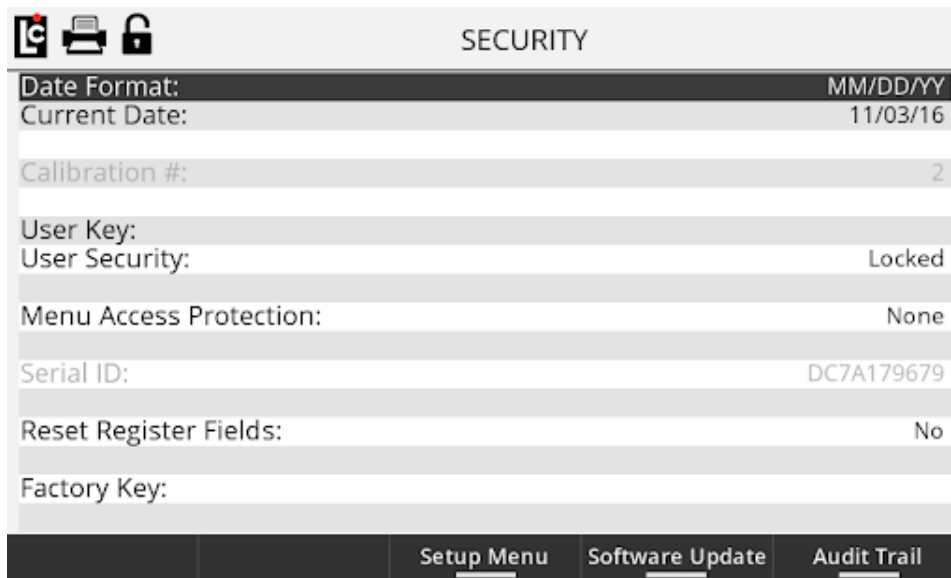 LC
SECURITY
Date Format: MM/DD/YY
Current Date: 11/03/16
Calibration #: 2
User Key:
User Security: Locked
Menu Access Protection: None
Serial ID: DC7A179679
Reset Register Fields: No
Factory Key:
Setup Menu Software Update Audit Trail